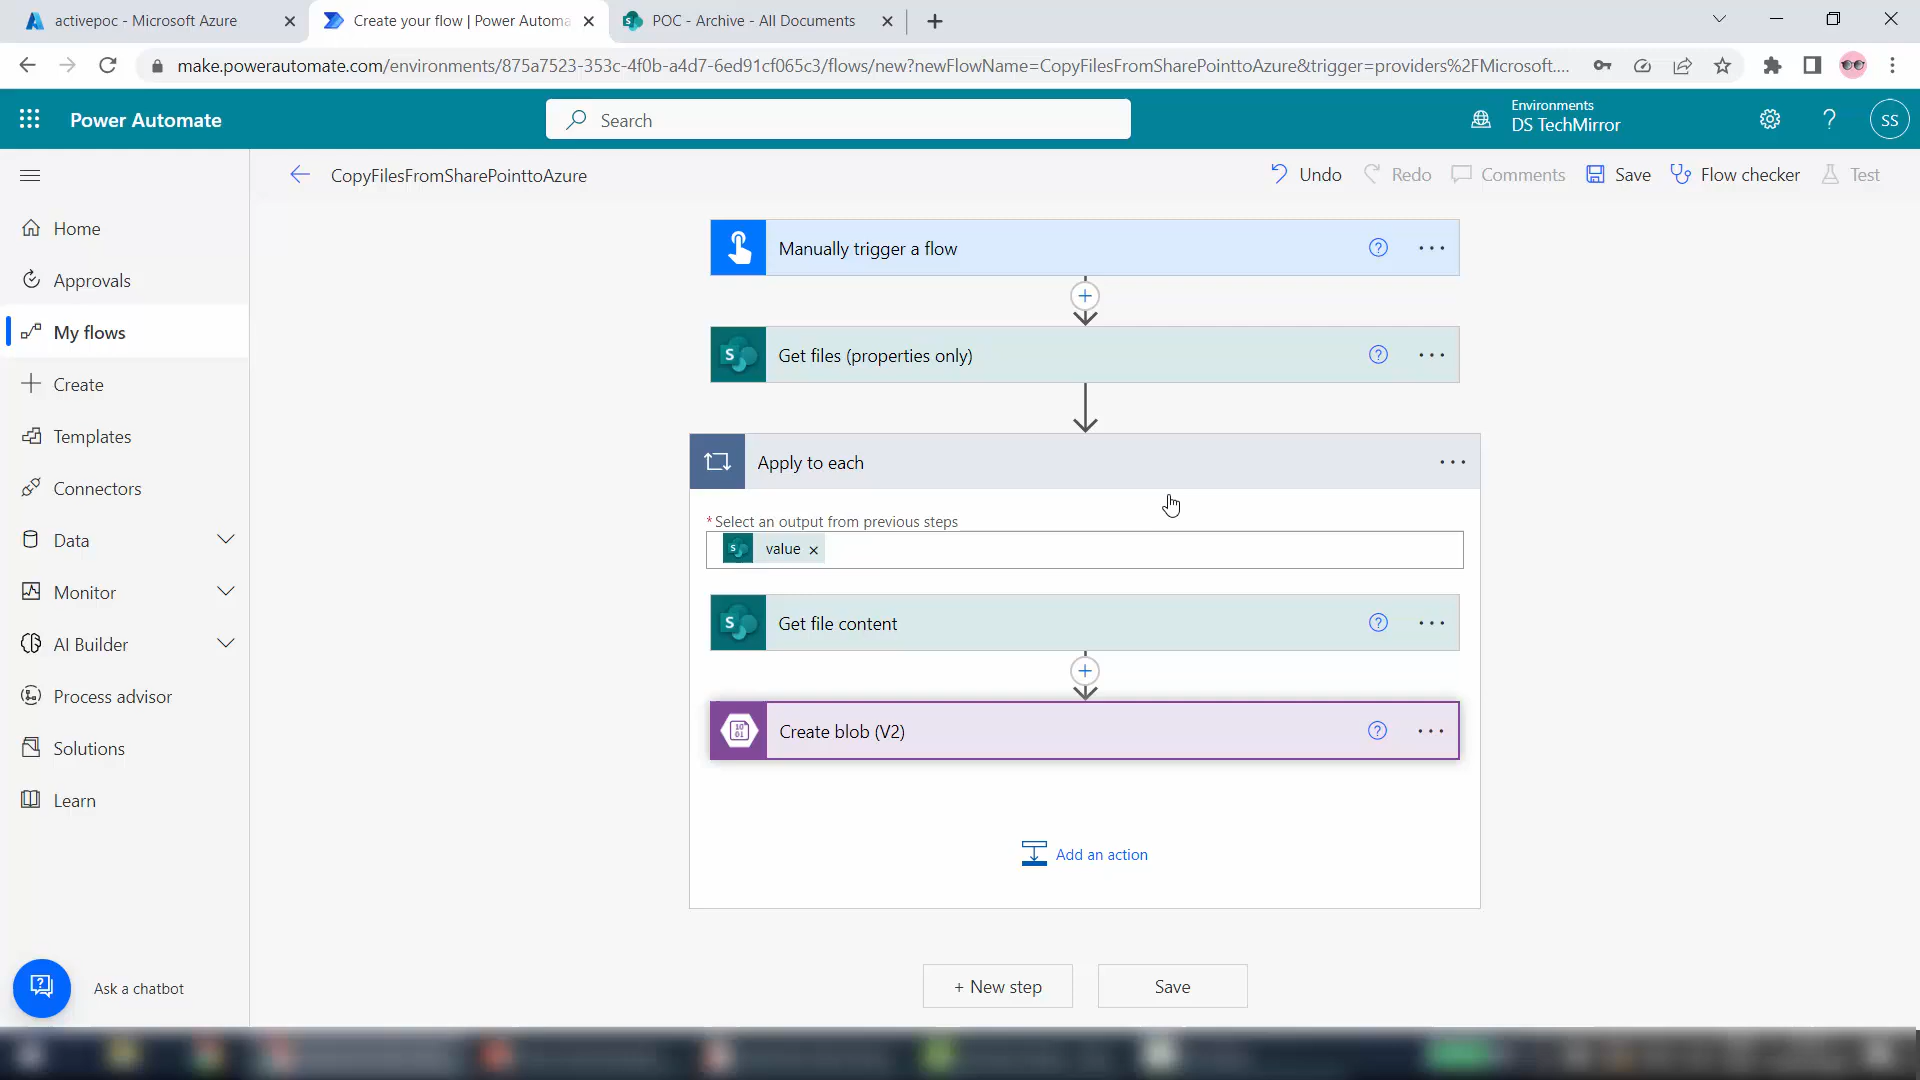 activepoc - Microsoft Azure
Create your flow | Power Automa
POC - Archive - All Documents
make.powerautomate.com/environments/875a7523-353c-4f0b-a4d7-6ed91cf065c3/flows/new?newFlowName=CopyFilesFromSharePointtoAzure&trigger=providers%2FMicrosoft....
Power Automate
Search
Environments
DS TechMirror
SS
CopyFilesFromSharePointtoAzure
Undo
Redo
Comments
Save
Flow checker
Test
Home
Approvals
My flows
Create
Templates
Connectors
Data
Monitor
AI Builder
Process advisor
Solutions
Learn
Ask a chatbot
Manually trigger a flow
Get files (properties only)
Apply to each
*Select an output from previous steps
value
Get file content
Create blob (V2)
Add an action
+ New step
Save